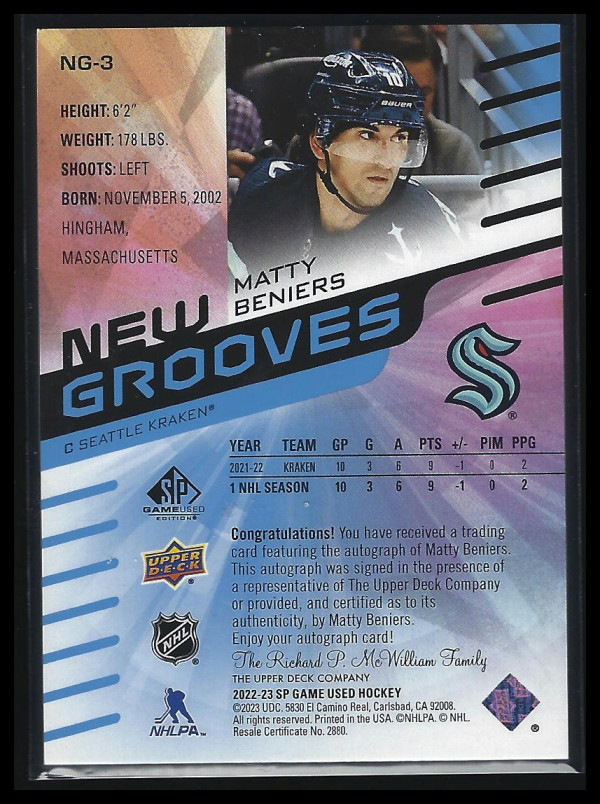 NG-3
HEIGHT: 6'2"
WEIGHT: 178 LBS.
SHOOTS: LEFT
BORN: NOVEMBER 5, 2002
HINGHAM,
MASSACHUSETTS
10
BAUER
MATTY
BENIERS
NEW
GROOVES
C SEATTLE KRAKEN®
®
YEAR TEAM GP G A PTS +/- PIM PPG
2021-22 KRAKEN 10 3 6 9 -1 0 2
1 NHL SEASON 10 3 6 9 -1 0 2
SP
GAMEUSED
EDITION®
UPPER
DECK
®
NHL
®
NHLPA™
Congratulations! You have received a trading
card featuring the autograph of Matty Beniers.
This autograph was signed in the presence of
a representative of The Upper Deck Company
or provided, and certified as to its
authenticity, by Matty Beniers.
Enjoy your autograph card!
The Richard P. McWilliam Family
THE UPPER DECK COMPANY
2022-23 SP GAME USED HOCKEY
©2023 UDC. 5830 El Camino Real, Carlsbad, CA 92008.
All rights reserved. Printed in the USA. ©NHLPA. © NHL.
Resale Certificate No. 2880.
®